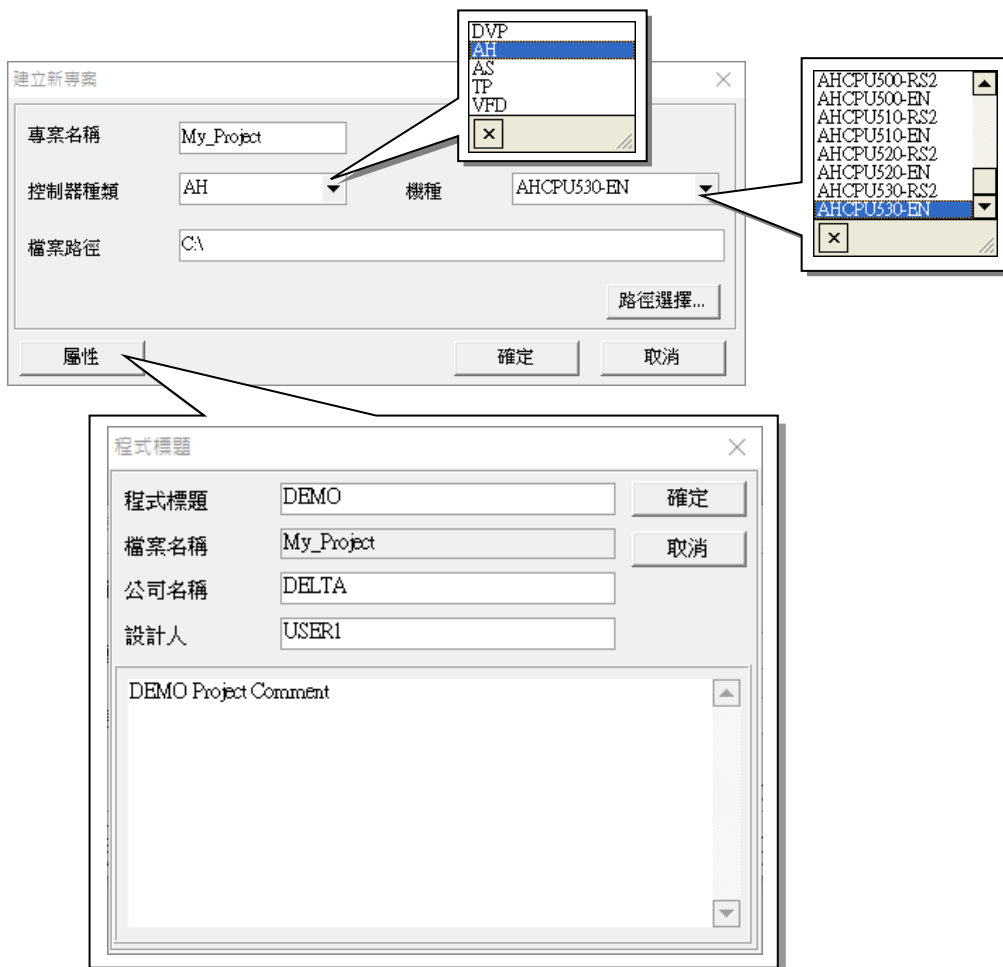 DVP
AH
AS
TP
VFD
建立新專案
AHCPU500-RS2
AHCPU500-EN
AHCPU510-RS2
AHCPU510-EN
AHCPU520-RS2
AHCPU520-EN
AHCPU530-RS2
AHCPU530-EN
專案名稱 My_Project
控制器種類 AH 機種 AHCPU530-EN
檔案路徑 C:\
路徑選擇...
屬性 確定 取消
程式標題
程式標題 DEMO 確定
檔案名稱 My_Project 取消
公司名稱 DELTA
設計人 USER1
DEMO Project Comment